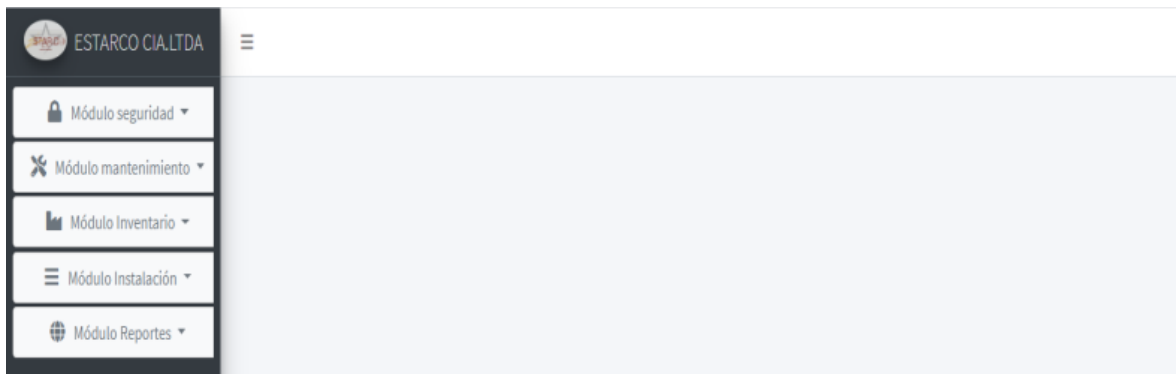 ESTARCO CIA.LTDA
Módulo seguridad
Módulo mantenimiento
Módulo Inventario
Módulo Instalación
Módulo Reportes